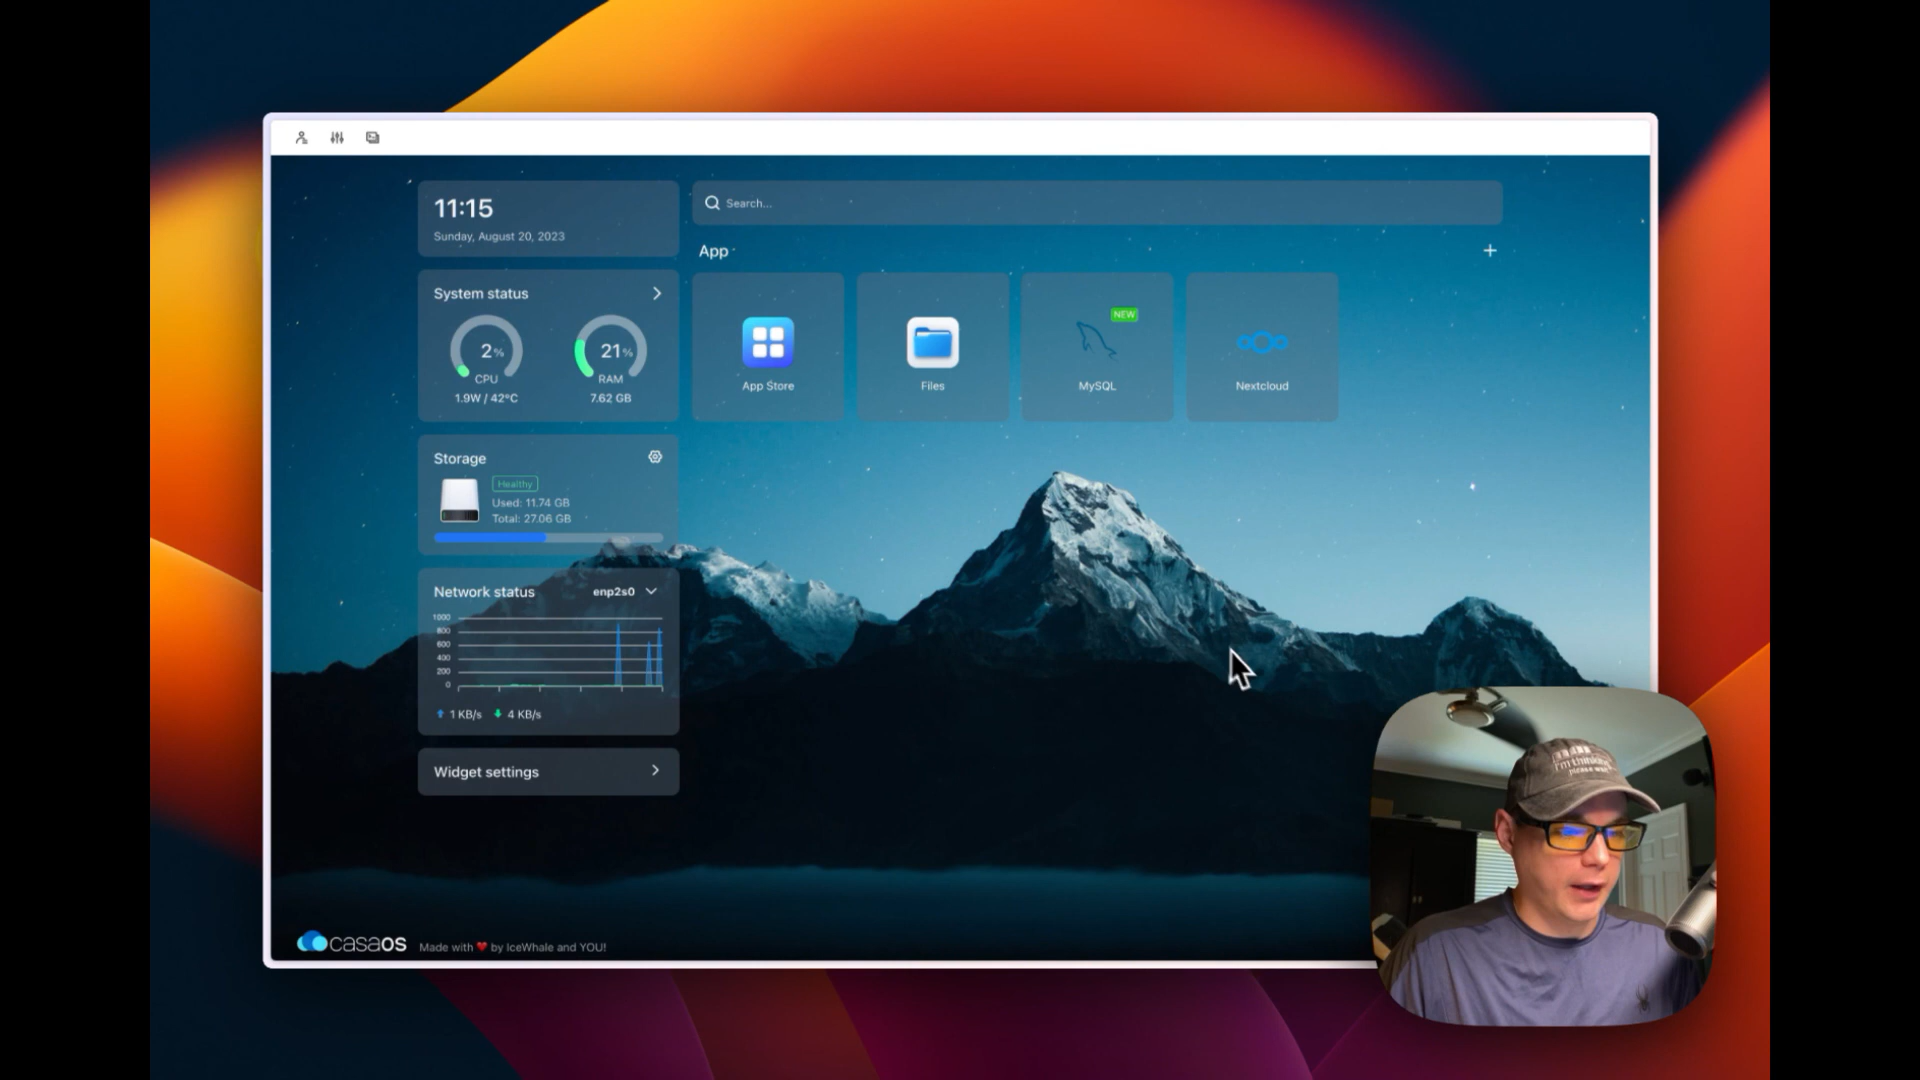 11:15
Sunday, August 20, 2023
Search...
App
+
System status
2%
CPU
1.9W / 42°C
21%
RAM
7.62 GB
NEW
App Store
Files
MySQL
Nextcloud
Storage
Healthy
Used: 11.74 GB
Total: 27.06 GB
Network status
enp2s0
1000
800
600
400
200
0
1 KB/s
4 KB/s
Widget settings
casaos Made with ❤ by IceWhale and YOU!
I'm thinking
please wait